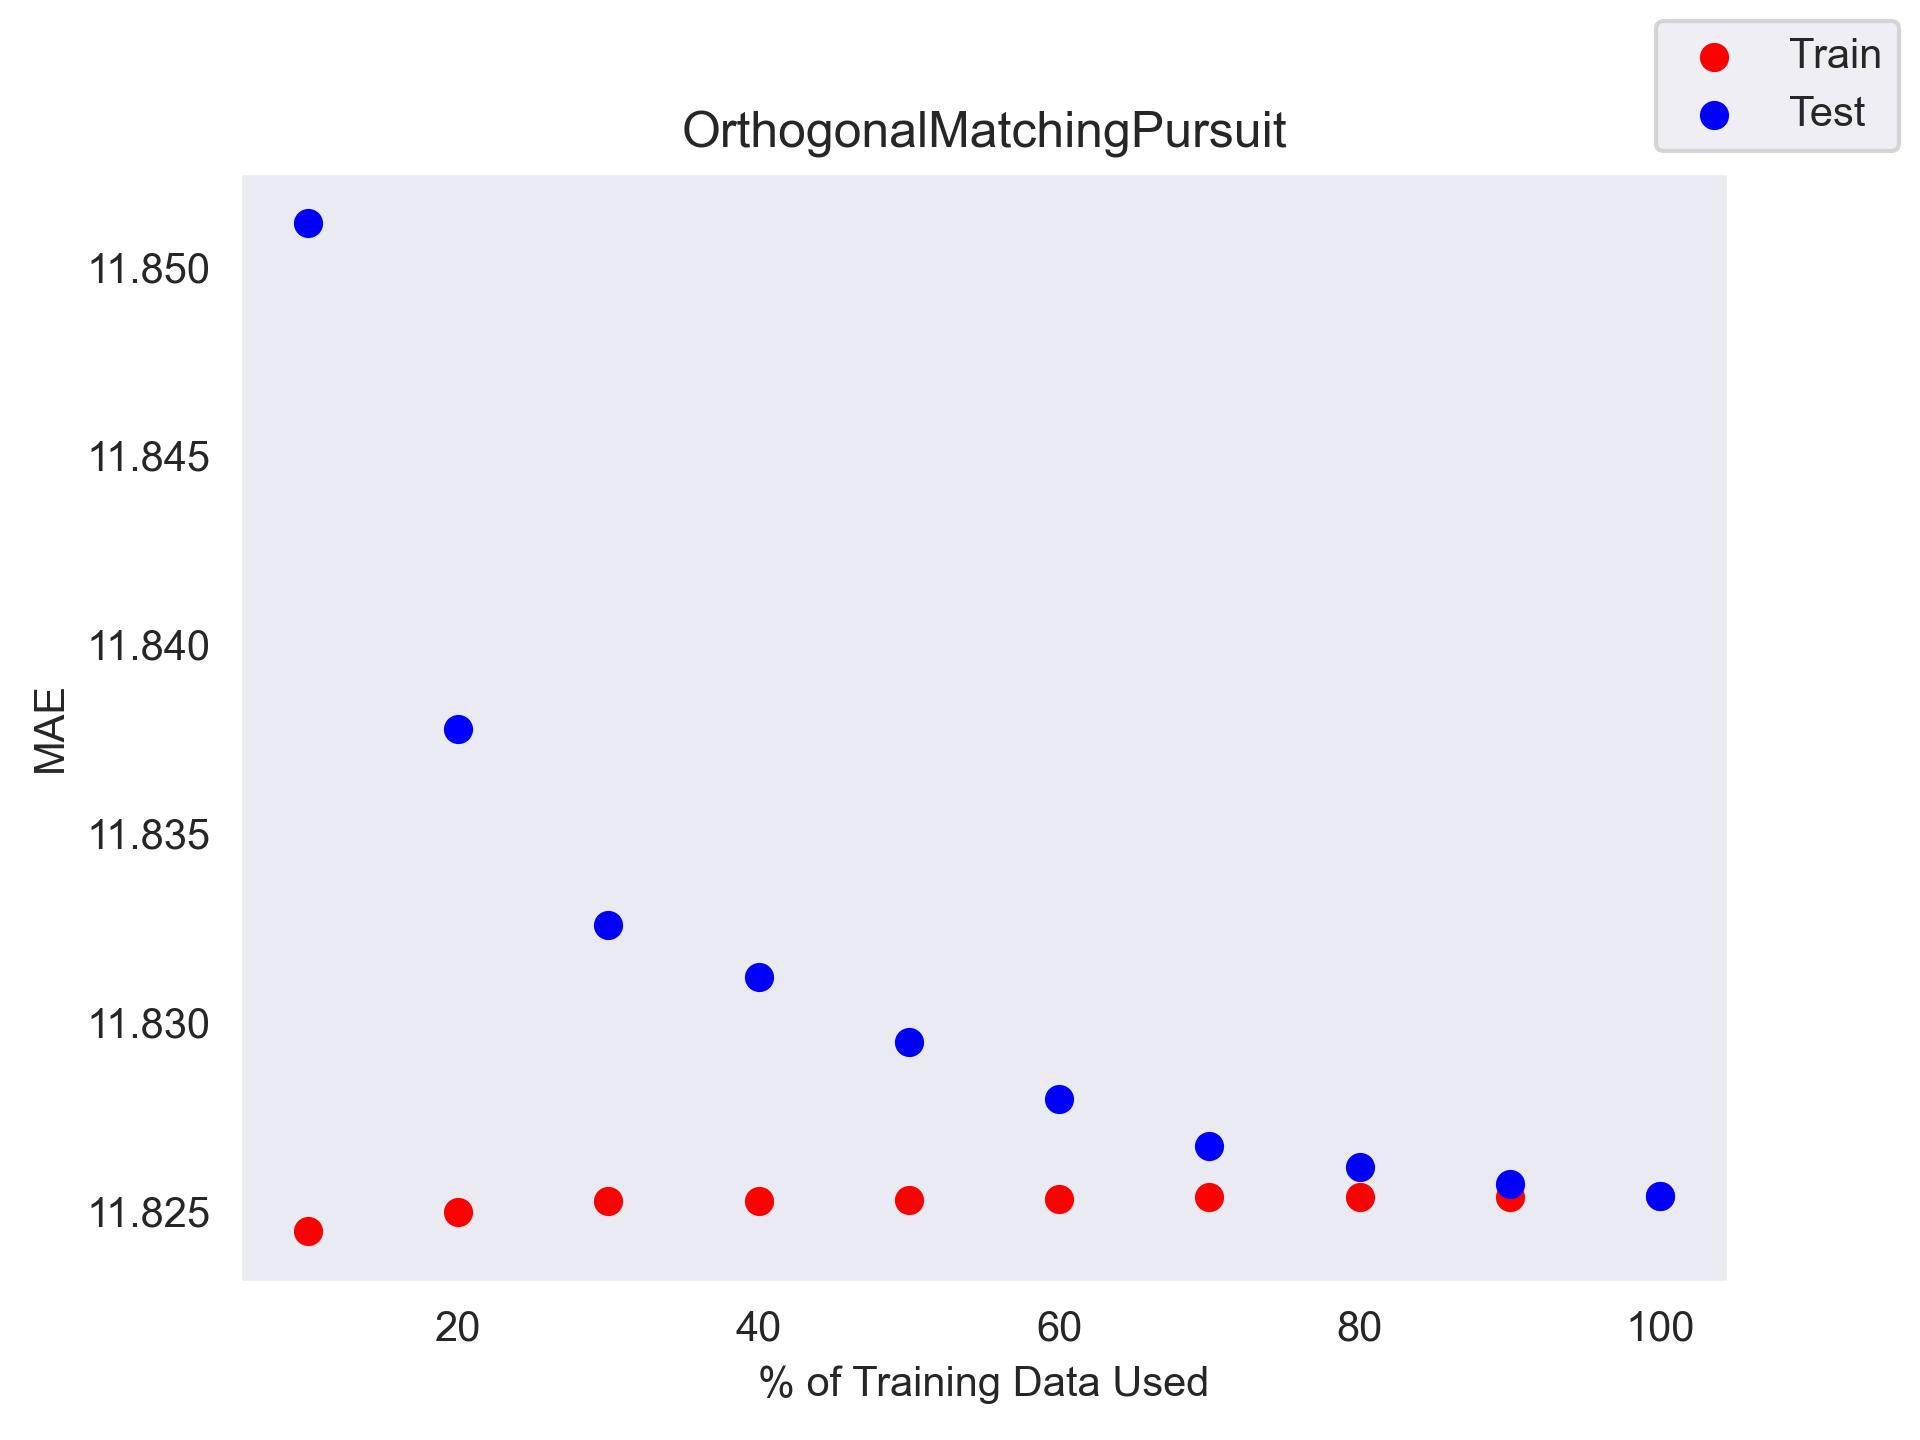 Train
Test
OrthogonalMatchingPursuit
11.850
11.845
11.840
11.835
11.830
11.825
MAE
20 40 60 80 100
% of Training Data Used